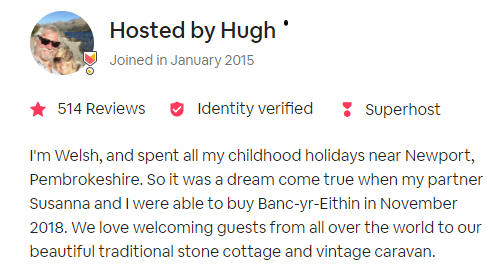 Hosted by Hugh
Joined in January 2015
514 Reviews Identity verified Superhost
I'm Welsh, and spent all my childhood holidays near Newport,
Pembrokeshire. So it was a dream come true when my partner
Susanna and I were able to buy Banc-yr-Eithin in November
2018. We love welcoming guests from all over the world to our
beautiful traditional stone cottage and vintage caravan.